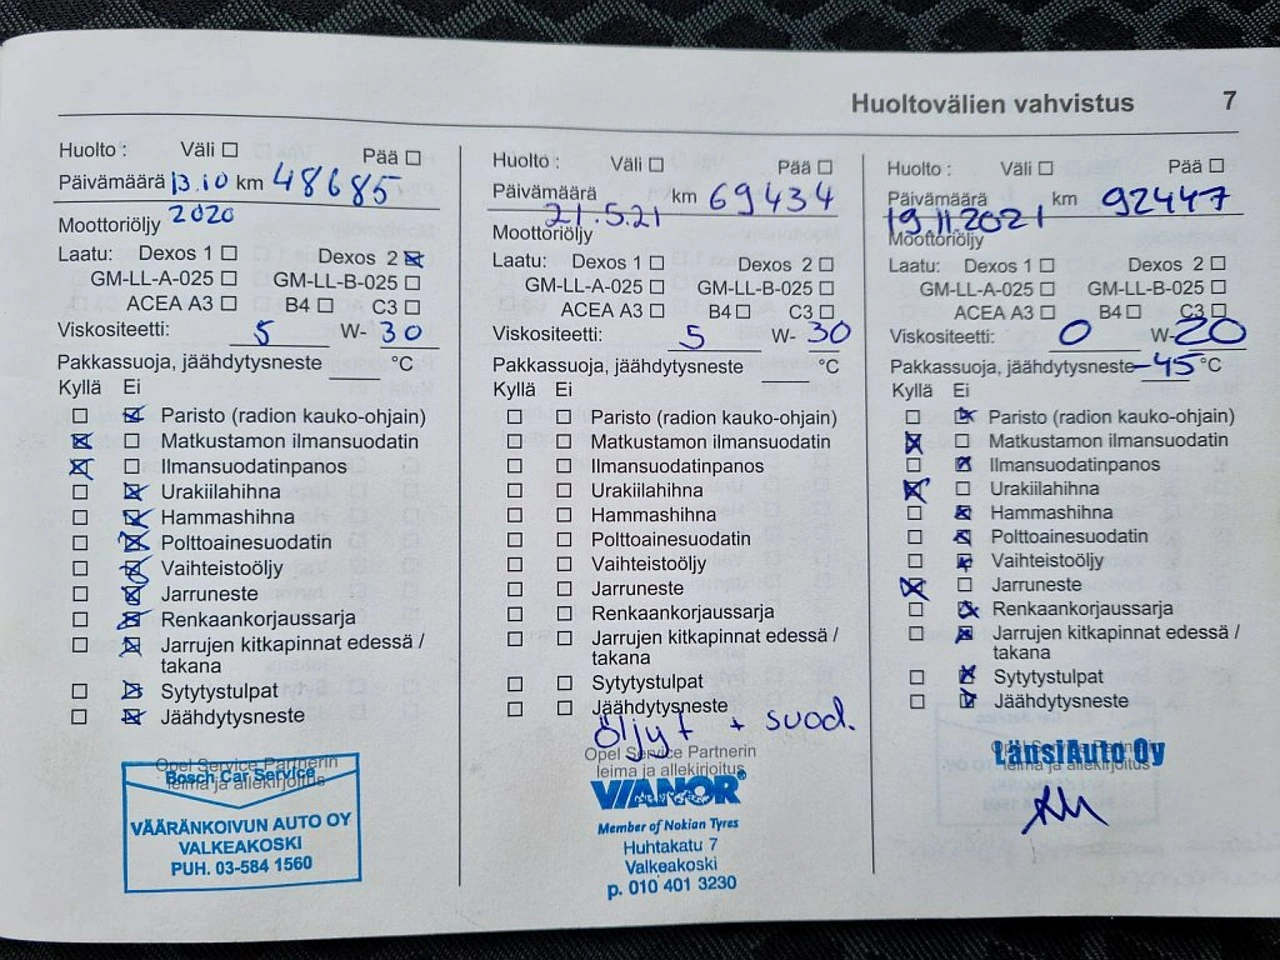 Huoltovälien vahvistus 7
Huolto : Väli ☐ Pää ☐
Päivämäärä 13.10 km 48685
2020
Moottoriöljy
Laatu: Dexos 1 ☐ Dexos 2 ☒
GM-LL-A-025 ☐ GM-LL-B-025 ☐
ACEA A3 ☐ B4 ☐ C3 ☐
Viskositeetti: 5 W- 30
Pakkassuoja, jäähdytysneste °C
Kyllä Ei
☐ ☒ Paristo (radion kauko-ohjain)
☒ ☐ Matkustamon ilmansuodatin
☒ ☐ Ilmansuodatinpanos
☐ ☒ Urakiilahihna
☐ ☒ Hammashihna
☐ ☒ Polttoainesuodatin
☐ ☒ Vaihteistoöljy
☐ ☒ Jarruneste
☐ ☒ Renkaankorjaussarja
☐ ☒ Jarrujen kitkapinnat edessä /
takana
☐ ☒ Sytytystulpat
☐ ☒ Jäähdytysneste
Opel Service Partnerin
Bosch Car Service
leima ja allekirjoitus
VÄÄRÄNKOIVUN AUTO OY
VALKEAKOSKI
PUH. 03-584 1560
Huolto : Väli ☐ Pää ☐
Päivämäärä km 69434
21.5.21
Moottoriöljy
Laatu: Dexos 1 ☐ Dexos 2 ☐
GM-LL-A-025 ☐ GM-LL-B-025 ☐
ACEA A3 ☐ B4 ☐ C3 ☐
Viskositeetti: 5 W- 30
Pakkassuoja, jäähdytysneste °C
Kyllä Ei
☐ ☐ Paristo (radion kauko-ohjain)
☐ ☐ Matkustamon ilmansuodatin
☐ ☐ Ilmansuodatinpanos
☐ ☐ Urakiilahihna
☐ ☐ Hammashihna
☐ ☐ Polttoainesuodatin
☐ ☐ Vaihteistoöljy
☐ ☐ Jarruneste
☐ ☐ Renkaankorjaussarja
☐ ☐ Jarrujen kitkapinnat edessä /
takana
☐ ☐ Sytytystulpat
☐ ☐ Jäähdytysneste
Öljyt + suod.
Opel Service Partnerin
leima ja allekirjoitus
VIANOR®
Member of Nokian Tyres
Huhtakatu 7
Valkeakoski
p. 010 401 3230
Huolto : Väli ☐ Pää ☐
Päivämäärä km 92447
19.11.2021
Moottoriöljy
Laatu: Dexos 1 ☐ Dexos 2 ☐
GM-LL-A-025 ☐ GM-LL-B-025 ☐
ACEA A3 ☐ B4 ☐ C3 ☐
Viskositeetti: 0 W- 20
Pakkassuoja, jäähdytysneste -45 °C
Kyllä Ei
☐ ☒ Paristo (radion kauko-ohjain)
☒ ☐ Matkustamon ilmansuodatin
☐ ☒ Ilmansuodatinpanos
☒ ☐ Urakiilahihna
☐ ☒ Hammashihna
☐ ☒ Polttoainesuodatin
☐ ☒ Vaihteistoöljy
☒ ☐ Jarruneste
☐ ☒ Renkaankorjaussarja
☐ ☒ Jarrujen kitkapinnat edessä /
takana
☐ ☒ Sytytystulpat
☐ ☒ Jäähdytysneste
Opel Service Partnerin
LänsiAuto Oy
leima ja allekirjoitus